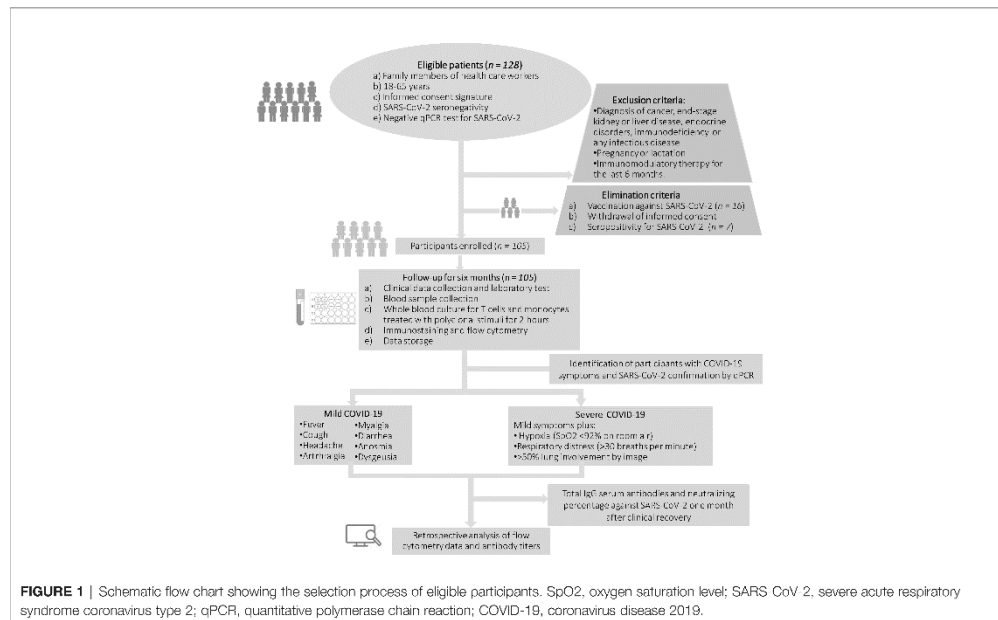 Eligible patients (n = 128)
a) Family members of health care workers
b) 18-65 years
c) Informed consent signature
d) SARS-CoV-2 seronegativity
e) Negative qPCR test for SARS-CoV-2
Exclusion criteria:
•Diagnosis of cancer, end-stage
kidney or liver disease, endocrine
disorders, immunodeficiency or
any infectious disease
•Pregnancy or lactation
•Immunomodulatory therapy for
the last 6 months.
Elimination criteria
a) Vaccination against SARS-CoV-2 (n = 16)
b) Withdrawal of informed consent
c) Seropositivity for SARS CoV 2 (n = 7)
Participants enrolled (n = 105)
Follow-up for six months (n = 105)
a) Clinical data collection and laboratory test
b) Blood sample collection
c) Whole blood culture for T cells and monocytes
treated with polyclonal stimuli for 2 hours
d) Immunostaining and flow cytometry
e) Data storage
Identification of participants with COVID-19
symptoms and SARS-CoV-2 confirmation by qPCR
Mild COVID-19
•Fever •Myalgia
•Cough •Diarrhea
•Headache •Anosmia
•Arthralgia •Dysgeusia
Severe COVID-19
Mild symptoms plus:
•Hypoxia (SpO2 <92% on room air)
•Respiratory distress (>30 breaths per minute)
•>50% lung involvement by image
Total IgG serum antibodies and neutralizing
percentage against SARS-CoV-2 one month
after clinical recovery
Retrospective analysis of flow
cytometry data and antibody titers
FIGURE 1 | Schematic flow chart showing the selection process of eligible participants. SpO2, oxygen saturation level; SARS CoV 2, severe acute respiratory
syndrome coronavirus type 2; qPCR, quantitative polymerase chain reaction; COVID-19, coronavirus disease 2019.